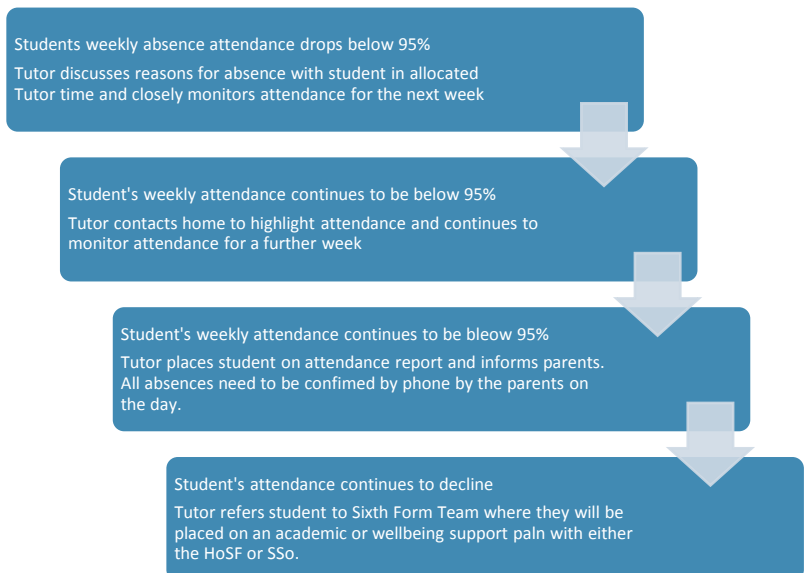 Students weekly absence attendance drops below 95%
Tutor discusses reasons for absence with student in allocated
Tutor time and closely monitors attendance for the next week
Student's weekly attendance continues to be below 95%
Tutor contacts home to highlight attendance and continues to
monitor attendance for a further week
Student's weekly attendance continues to be bleow 95%
Tutor places student on attendance report and informs parents.
All absences need to be confimed by phone by the parents on
the day.
Student's attendance continues to decline
Tutor refers student to Sixth Form Team where they will be
placed on an academic or wellbeing support paln with either
the HoSF or SSo.